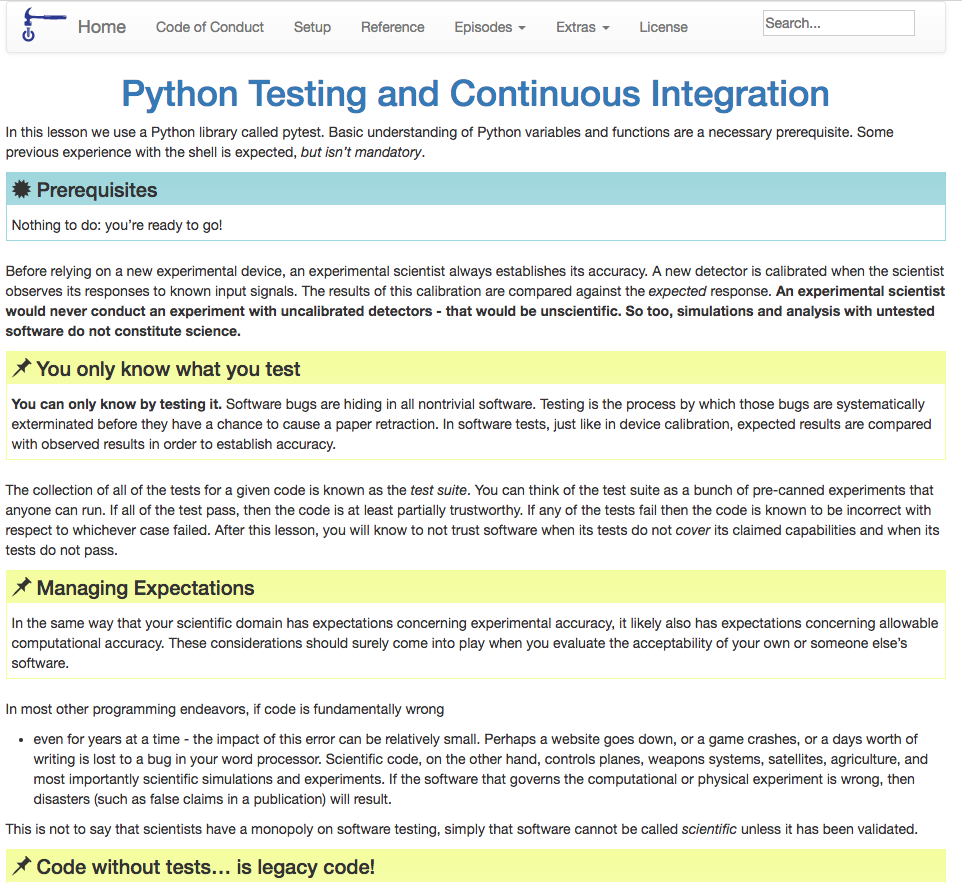 Home Code of Conduct Setup Reference Episodes Extras License Search...
Python Testing and Continuous Integration
In this lesson we use a Python library called pytest. Basic understanding of Python variables and functions are a necessary prerequisite. Some
previous experience with the shell is expected, but isn't mandatory.
Prerequisites
Nothing to do: you're ready to go!
Before relying on a new experimental device, an experimental scientist always establishes its accuracy. A new detector is calibrated when the scientist
observes its responses to known input signals. The results of this calibration are compared against the expected response. An experimental scientist
would never conduct an experiment with uncalibrated detectors - that would be unscientific. So too, simulations and analysis with untested
software do not constitute science.
You only know what you test
You can only know by testing it. Software bugs are hiding in all nontrivial software. Testing is the process by which those bugs are systematically
exterminated before they have a chance to cause a paper retraction. In software tests, just like in device calibration, expected results are compared
with observed results in order to establish accuracy.
The collection of all of the tests for a given code is known as the test suite. You can think of the test suite as a bunch of pre-canned experiments that
anyone can run. If all of the test pass, then the code is at least partially trustworthy. If any of the tests fail then the code is known to be incorrect with
respect to whichever case failed. After this lesson, you will know to not trust software when its tests do not cover its claimed capabilities and when its
tests do not pass.
Managing Expectations
In the same way that your scientific domain has expectations concerning experimental accuracy, it likely also has expectations concerning allowable
computational accuracy. These considerations should surely come into play when you evaluate the acceptability of your own or someone else's
software.
In most other programming endeavors, if code is fundamentally wrong
• even for years at a time - the impact of this error can be relatively small. Perhaps a website goes down, or a game crashes, or a days worth of
writing is lost to a bug in your word processor. Scientific code, on the other hand, controls planes, weapons systems, satellites, agriculture, and
most importantly scientific simulations and experiments. If the software that governs the computational or physical experiment is wrong, then
disasters (such as false claims in a publication) will result.
This is not to say that scientists have a monopoly on software testing, simply that software cannot be called scientific unless it has been validated.
Code without tests… is legacy code!